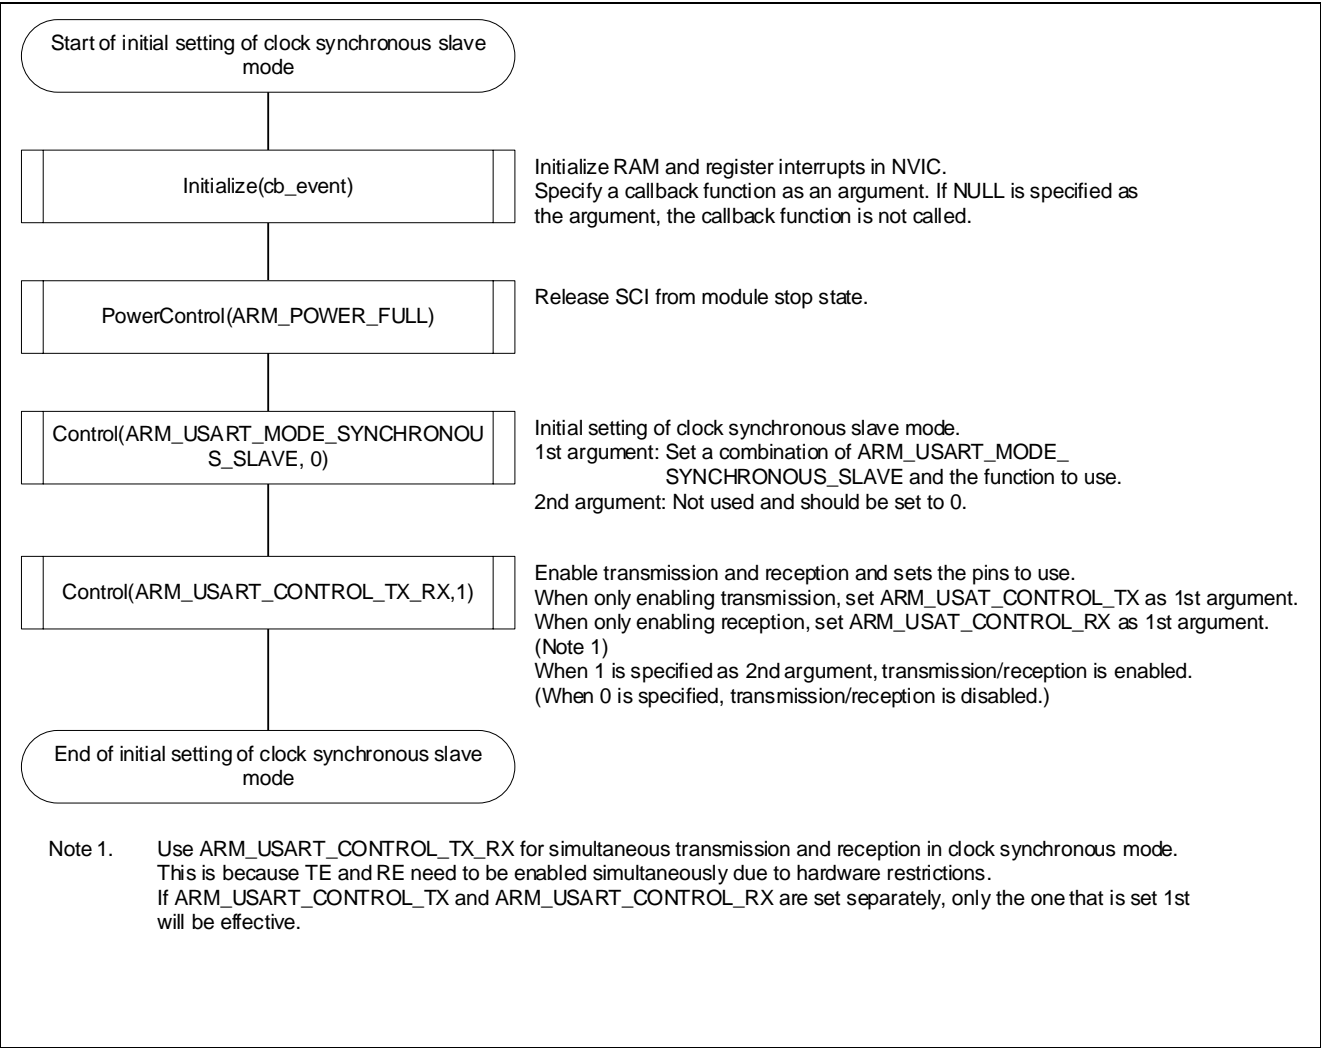 Start of initial setting of clock synchronous slave
mode
Initialize(cb_event)
Initialize RAM and register interrupts in NVIC.
Specify a callback function as an argument. If NULL is specified as
the argument, the callback function is not called.
PowerControl(ARM_POWER_FULL)
Release SCI from module stop state.
Control(ARM_USART_MODE_SYNCHRONOU
S_SLAVE, 0)
Initial setting of clock synchronous slave mode.
1st argument: Set a combination of ARM_USART_MODE_
SYNCHRONOUS_SLAVE and the function to use.
2nd argument: Not used and should be set to 0.
Control(ARM_USART_CONTROL_TX_RX,1)
Enable transmission and reception and sets the pins to use.
When only enabling transmission, set ARM_USAT_CONTROL_TX as 1st argument.
When only enabling reception, set ARM_USAT_CONTROL_RX as 1st argument.
(Note 1)
When 1 is specified as 2nd argument, transmission/reception is enabled.
(When 0 is specified, transmission/reception is disabled.)
End of initial setting of clock synchronous slave
mode
Note 1. Use ARM_USART_CONTROL_TX_RX for simultaneous transmission and reception in clock synchronous mode.
This is because TE and RE need to be enabled simultaneously due to hardware restrictions.
If ARM_USART_CONTROL_TX and ARM_USART_CONTROL_RX are set separately, only the one that is set 1st
will be effective.